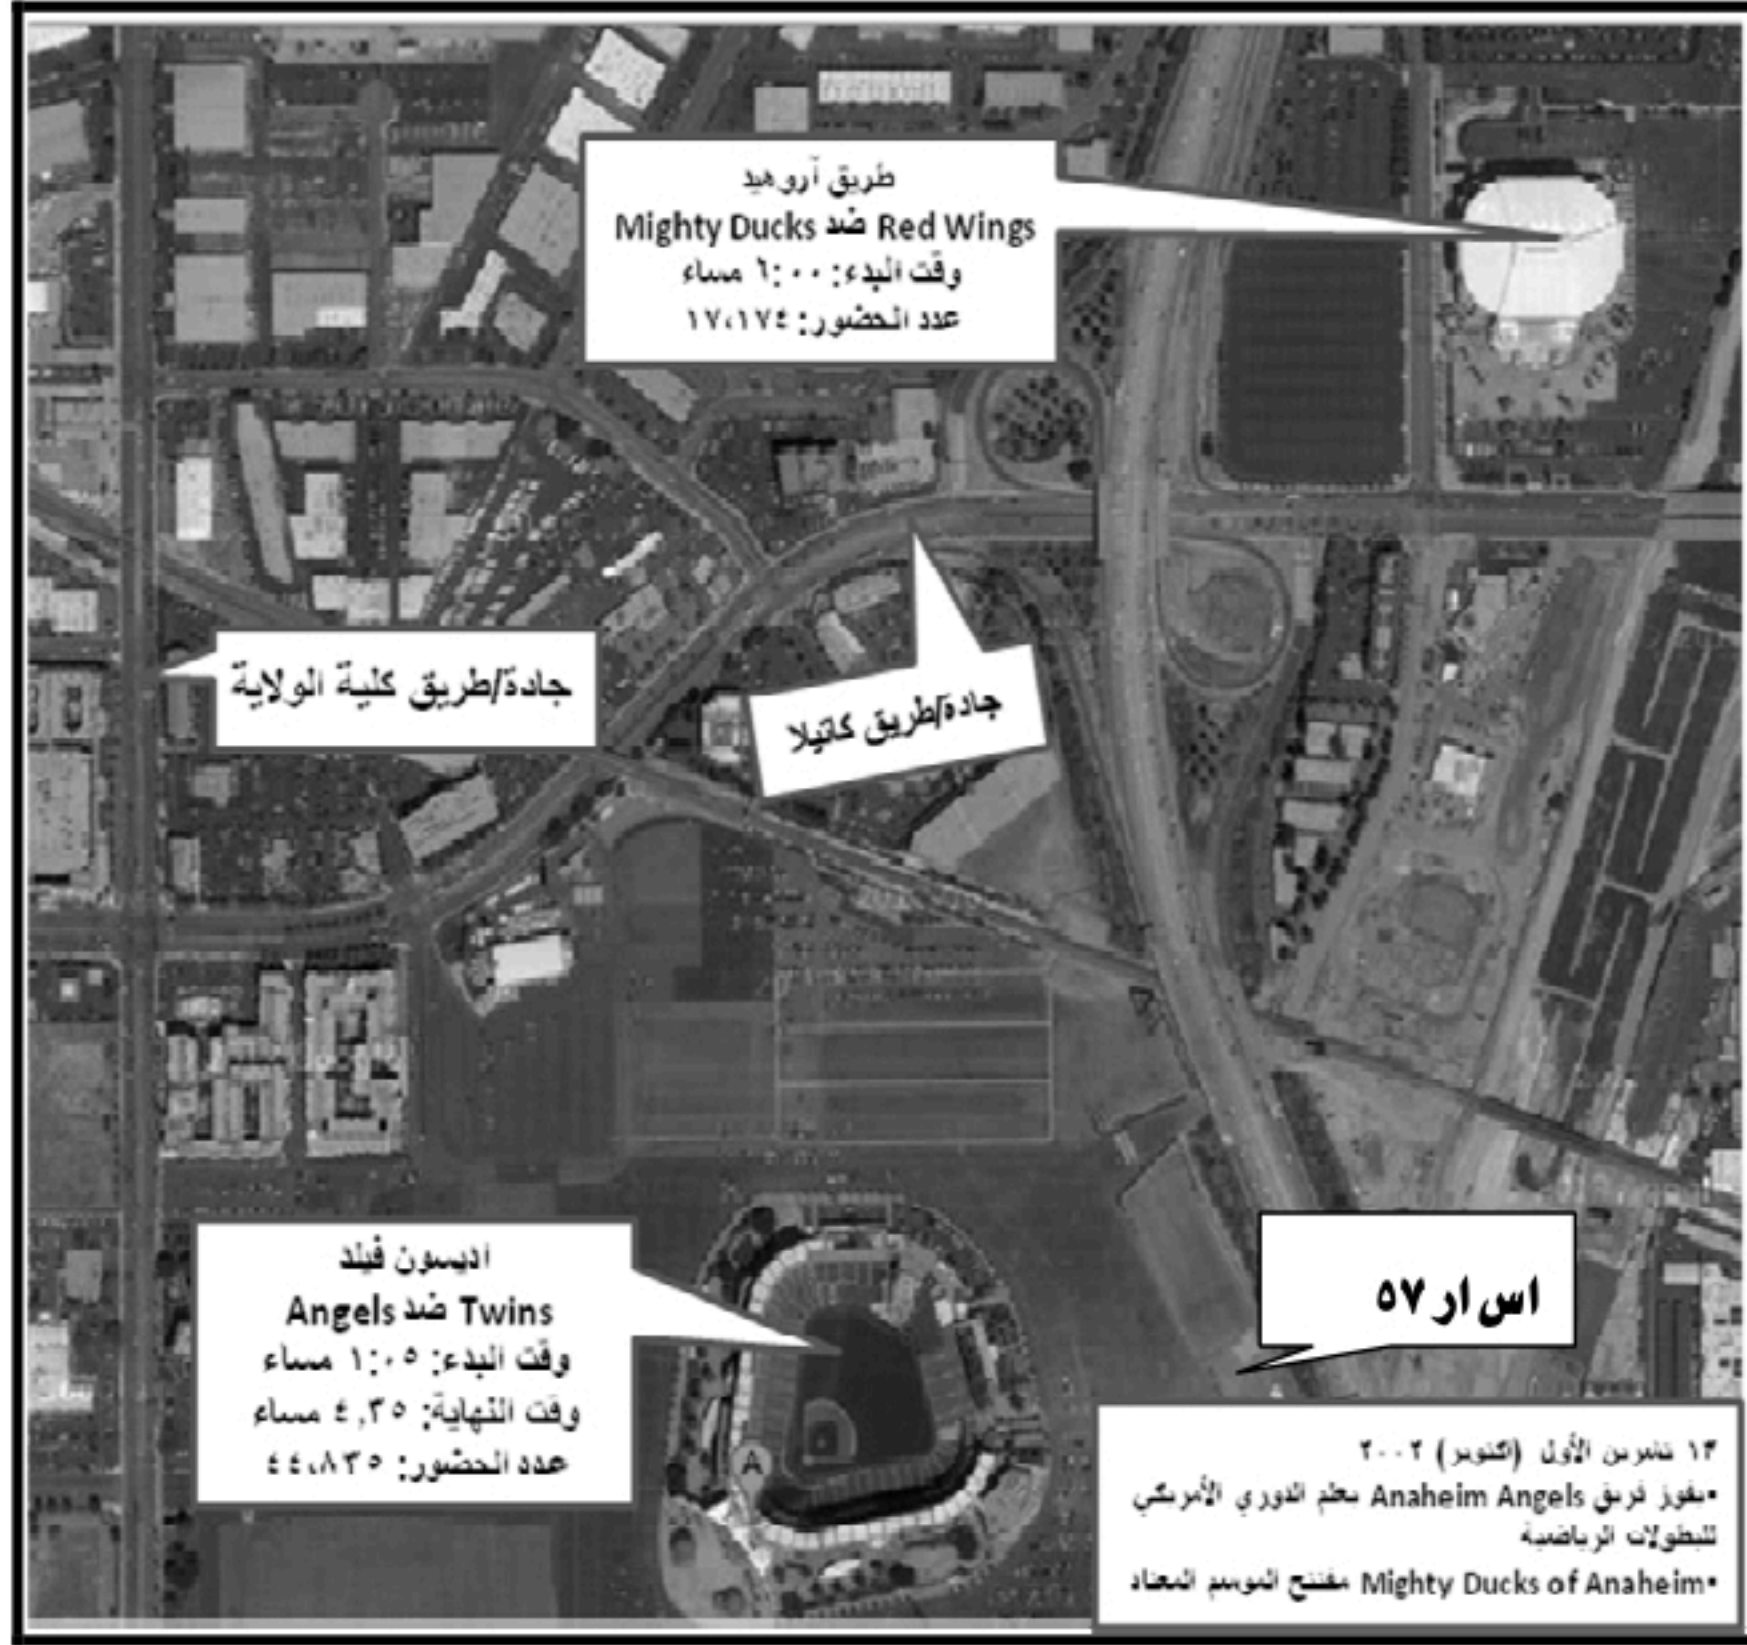 طريق آروهيد
Mighty Ducks ضد Red Wings
وقت البدء: ٦:٠٠ مساء
عدد الحضور: ١٧،١٧٤
جادة/طريق كلية الولاية
جادة/طريق كاتيلا
اديسون فيلد
Angels ضد Twins
وقت البدء: ١:٠٥ مساء
وقت النهاية: ٤,٣٥ مساء
عدد الحضور: ٤٤،٨٣٥
A
اس ار ٥٧
١٣ تشرين الأول (اكتوبر) ٢٠٠٢
▪يفوز فريق Anaheim Angels بعلم الدوري الأمريكي
للبطولات الرياضية
▪Mighty Ducks of Anaheim مفتتح الموسم المعتاد